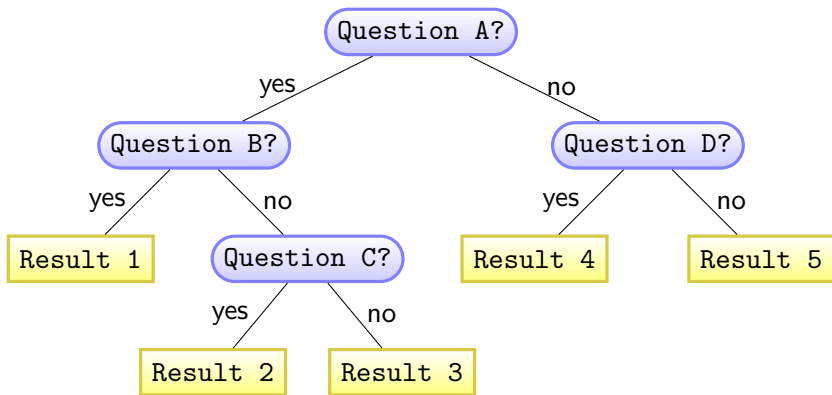 Question A?
yes
no
Question B?
Question D?
yes
no
yes
no
Result 1
Question C?
Result 4
Result 5
yes
no
Result 2
Result 3